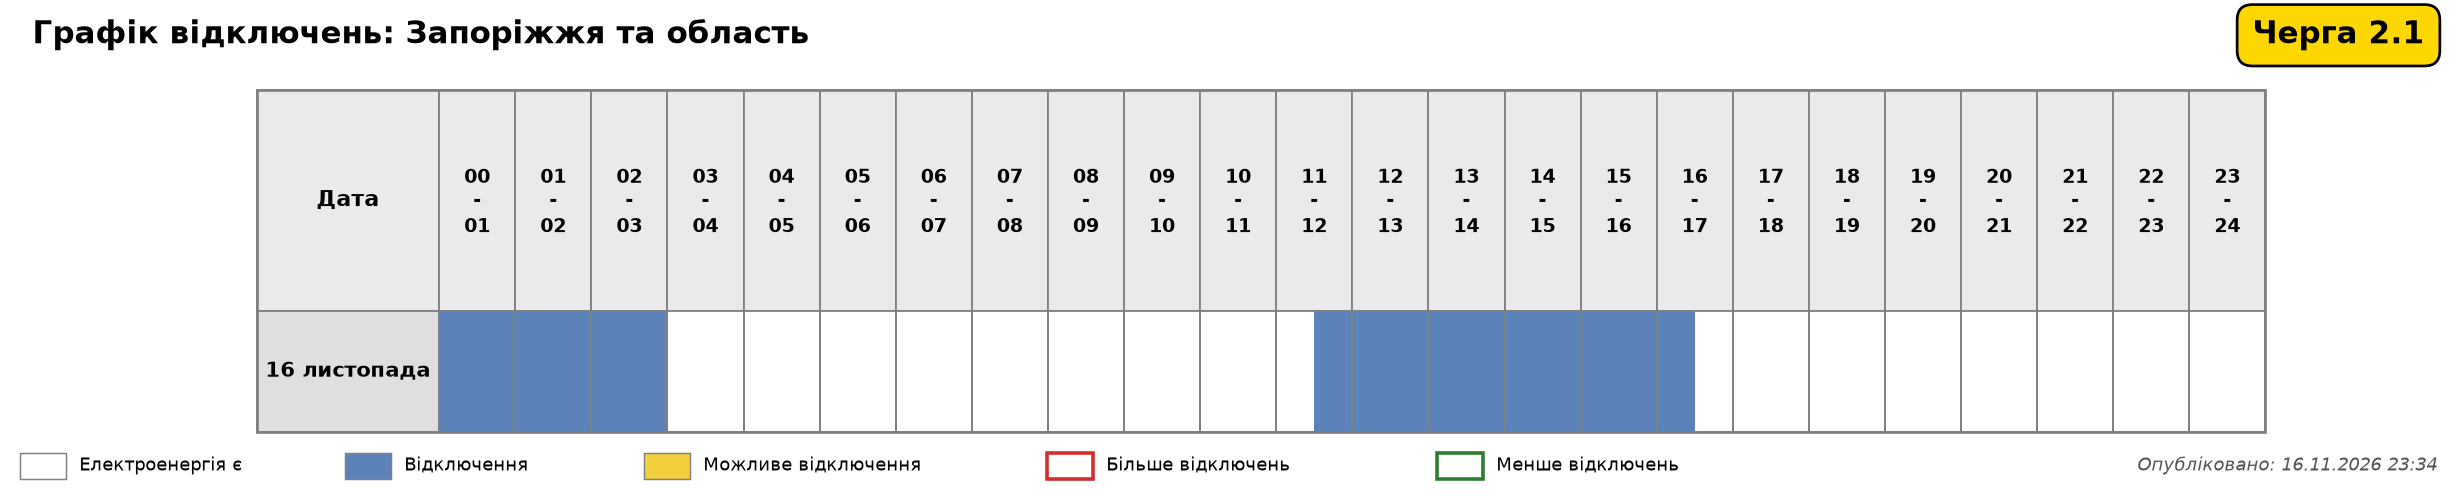 Графік відключень: Запоріжжя та область
Черга 2.1
Дата
00 - 01
01 - 02
02 - 03
03 - 04
04 - 05
05 - 06
06 - 07
07 - 08
08 - 09
09 - 10
10 - 11
11 - 12
12 - 13
13 - 14
14 - 15
15 - 16
16 - 17
17 - 18
18 - 19
19 - 20
20 - 21
21 - 22
22 - 23
23 - 24
16 листопада
Електроенергія є
Відключення
Можливе відключення
Більше відключень
Менше відключень
Опубліковано: 16.11.2026 23:34